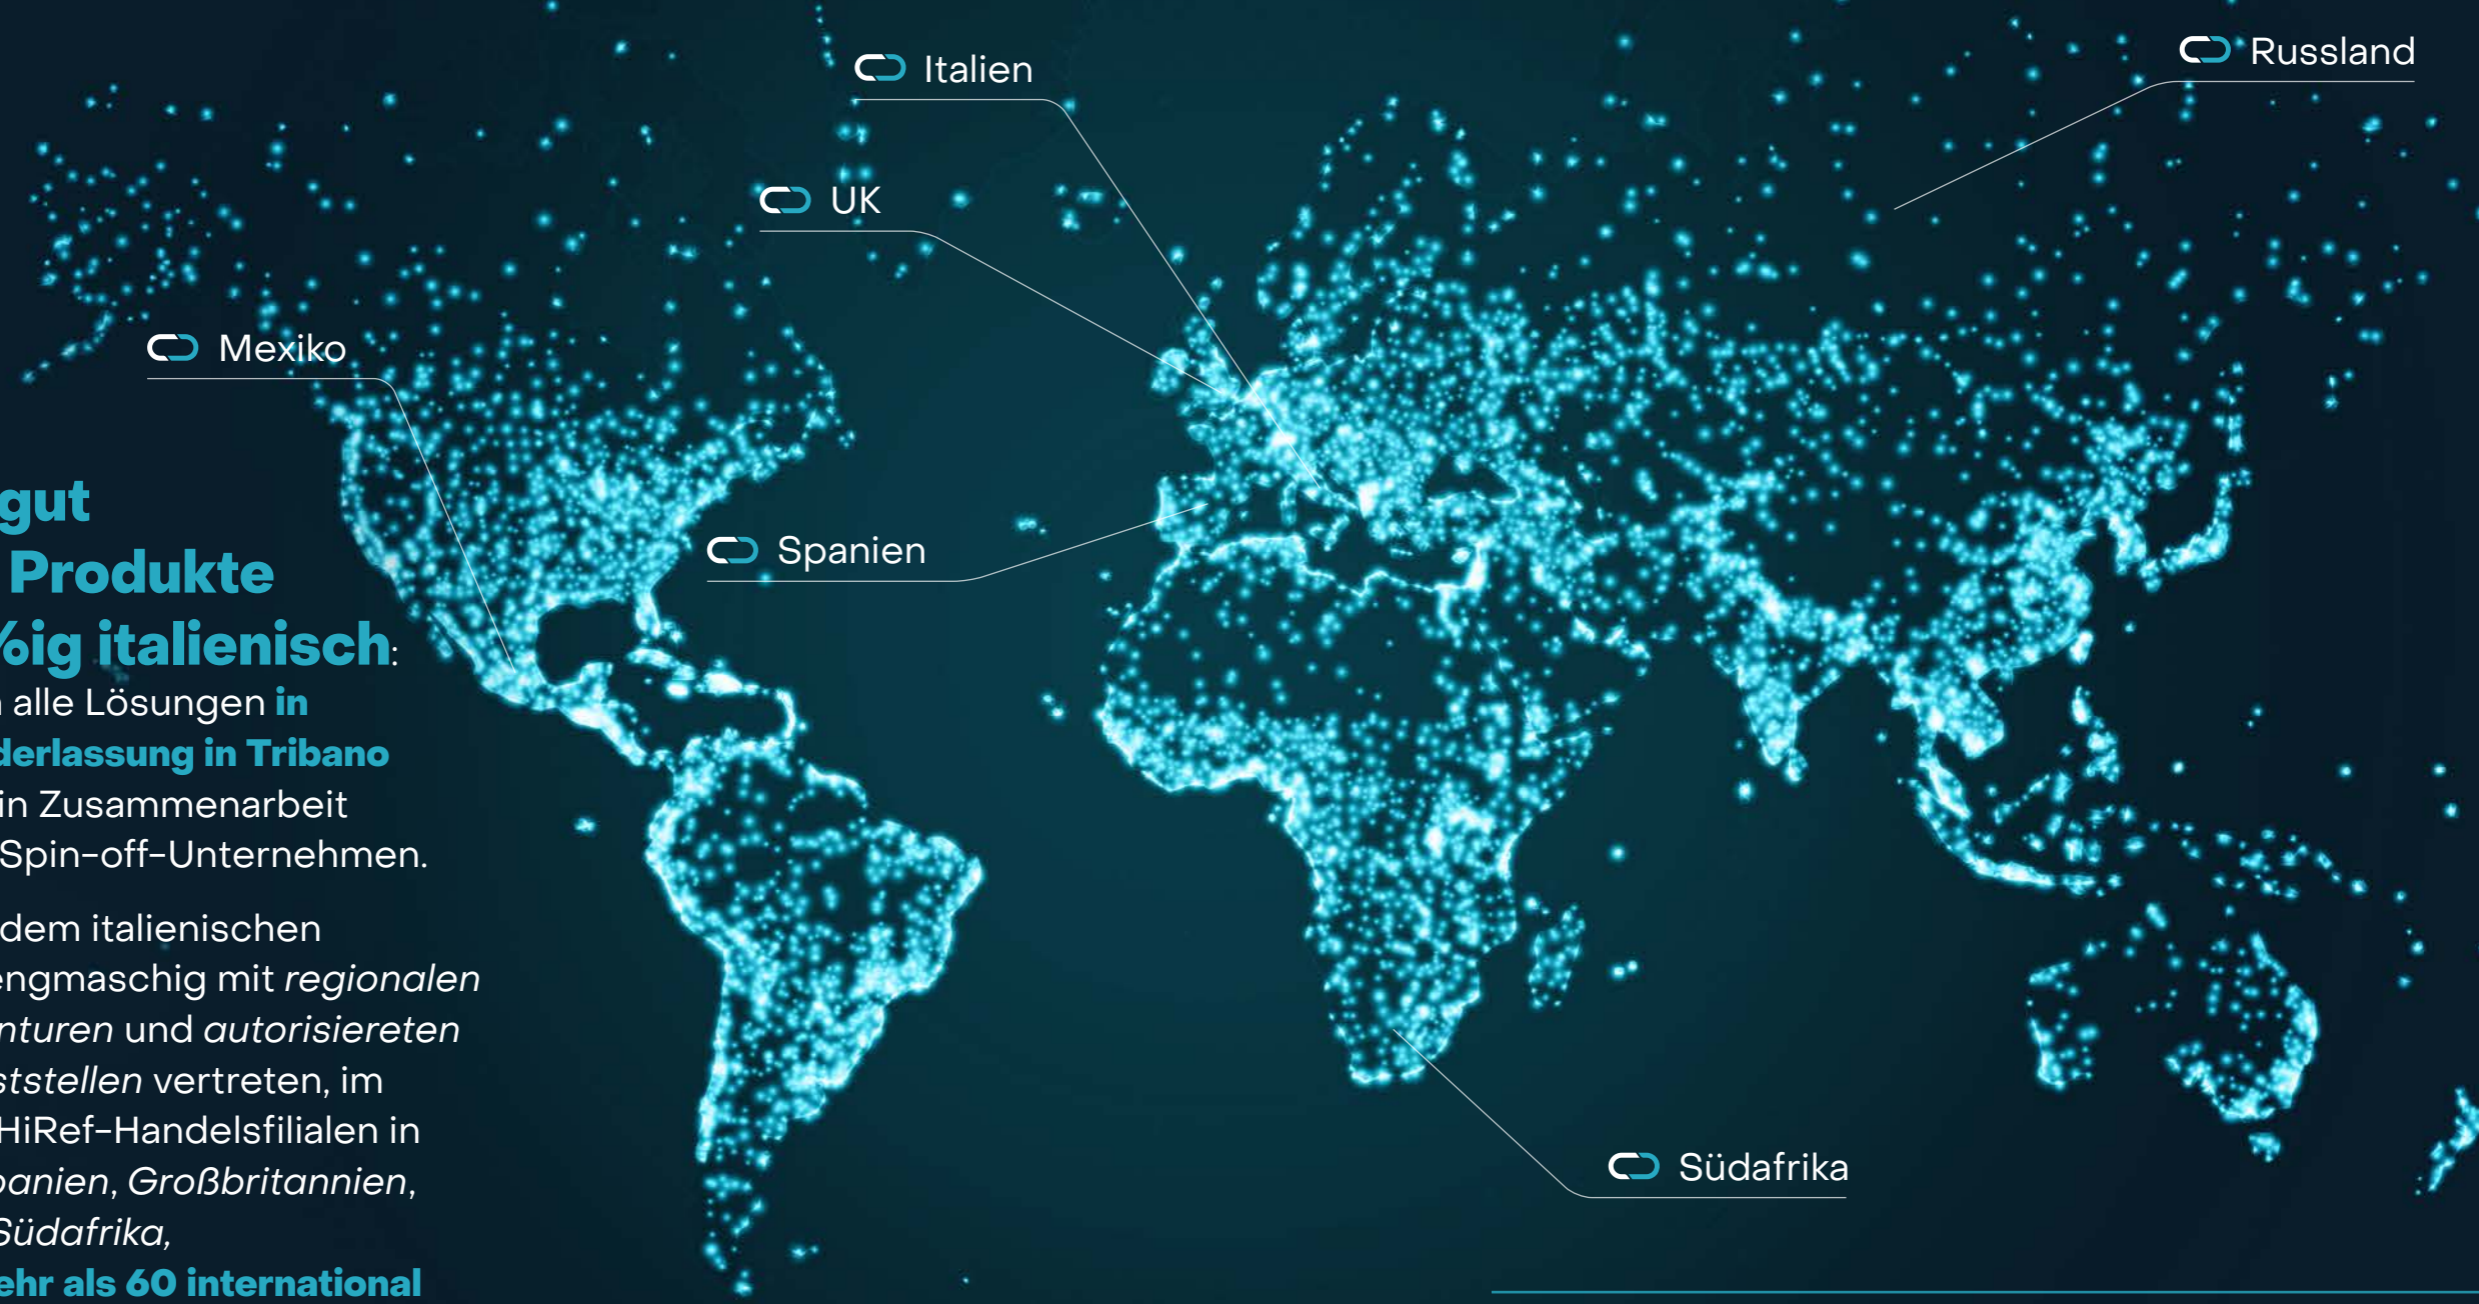 Italien
Russland
UK
Mexiko
Spanien
Südafrika
gut
Produkte
%ig italienisch:
alle Lösungen in
derlassung in Tribano
in Zusammenarbeit
Spin-off-Unternehmen.
dem italienischen
engmaschig mit regionalen
nturen und autorisiereten
ststellen vertreten, im
HiRef-Handelsfilialen in
panien, Großbritannien,
Südafrika,
ehr als 60 international